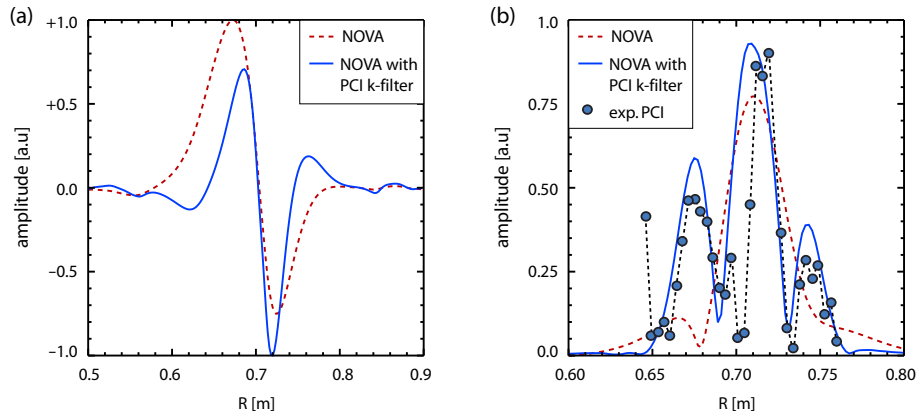 (a)
+1.0
+0.5
0.0
−0.5
−1.0
amplitude [a.u]
0.5 0.6 0.7 0.8 0.9
R [m]
NOVA
NOVA with
PCI k-filter
(b)
1.0
0.75
0.50
0.25
0.0
amplitude [a.u]
0.60 0.65 0.70 0.75 0.80
R [m]
NOVA
NOVA with
PCI k-filter
exp. PCI